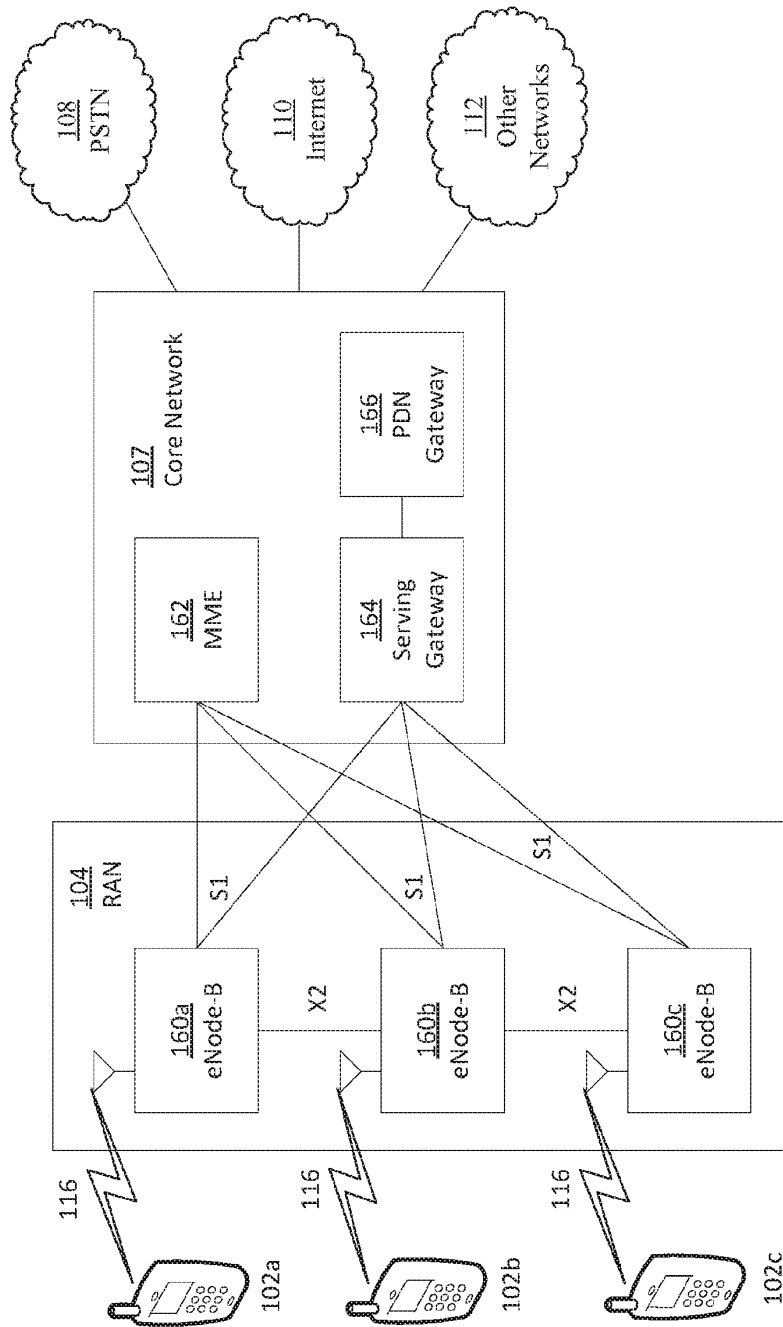 116
102a
116
102b
116
102c
104
RAN
160a
eNode-B
X2
160b
eNode-B
X2
160c
eNode-B
S1
S1
S1
107
Core Network
162
MME
164
Serving
Gateway
166
PDN
Gateway
108
PSTN
110
Internet
112
Other
Networks